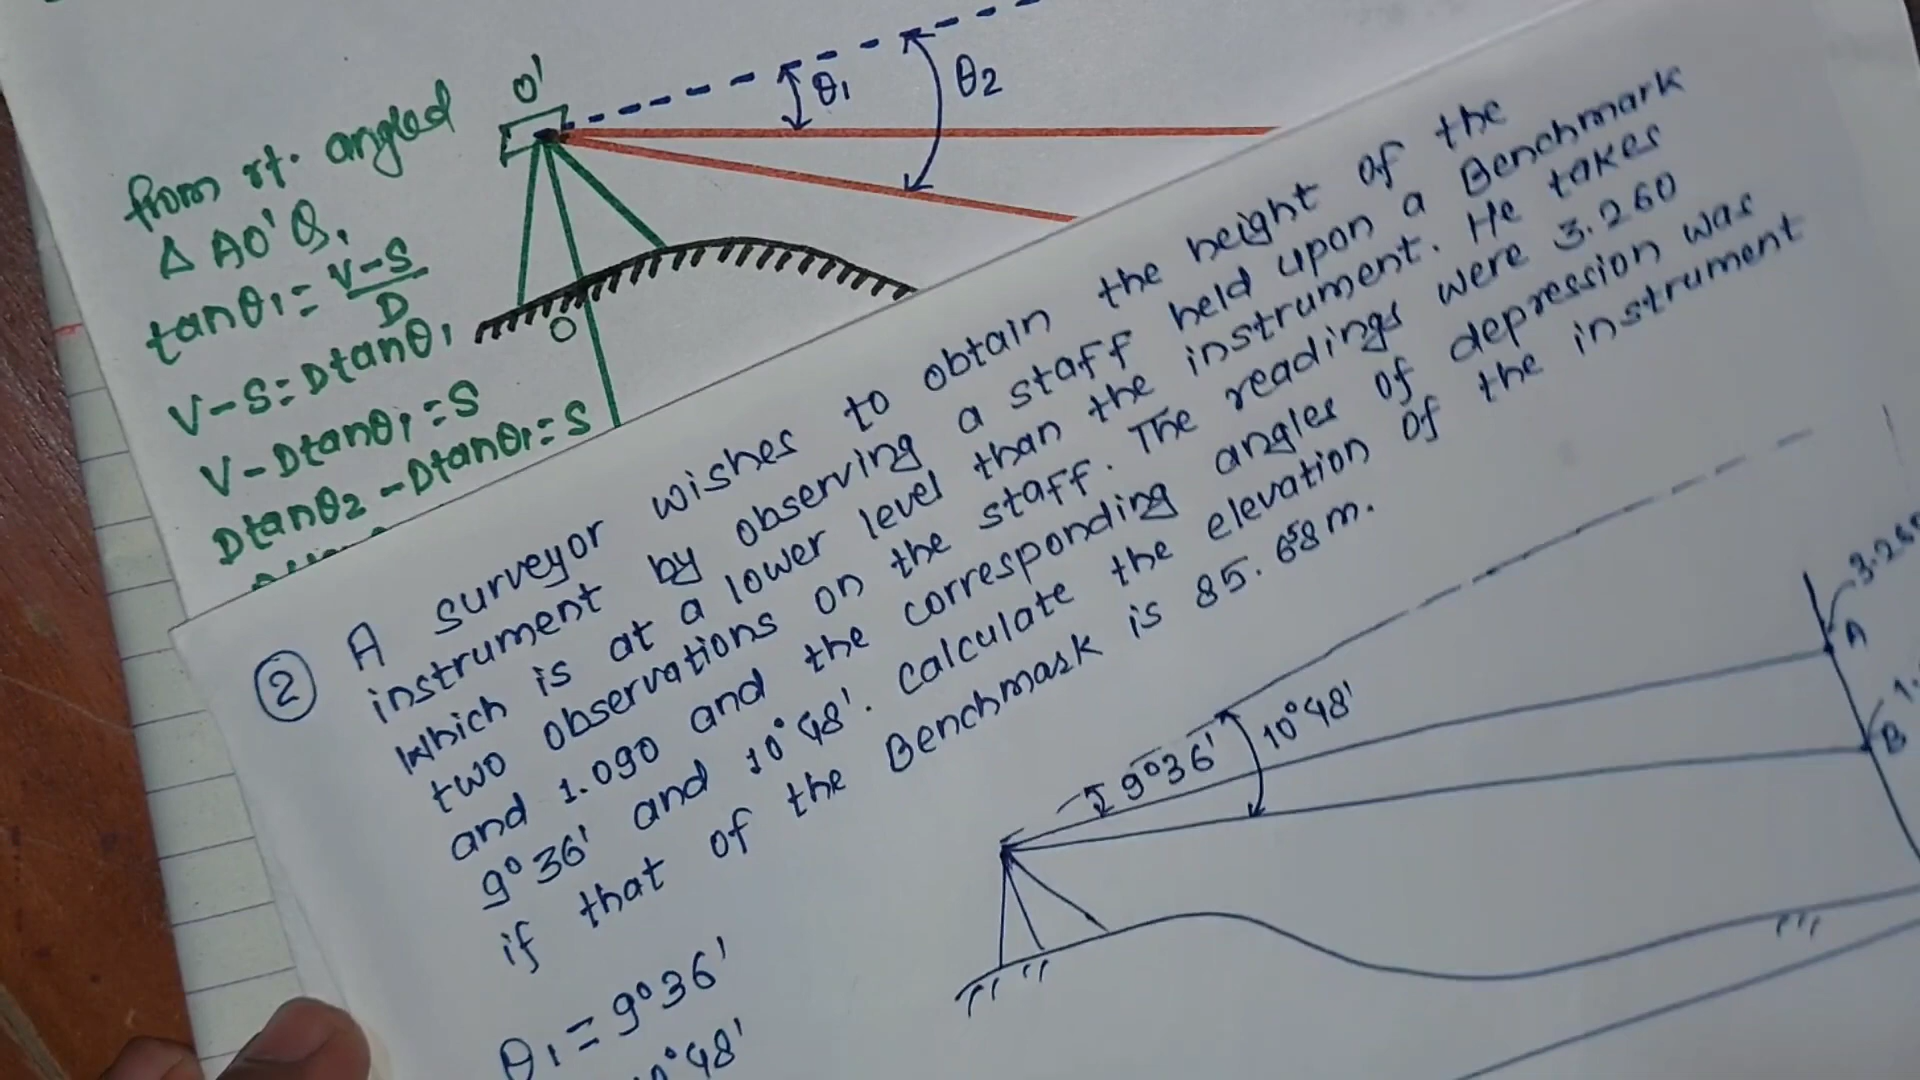 O'
θ1
θ2
from rt. angled
Δ AO'Q,
tanθ1 = V-S/D
O
V-S = Dtanθ1
V-Dtanθ1 = S
Dtanθ2 - Dtanθ1 = S
② A surveyor wishes to obtain the height of the
instrument by observing a staff held upon a Benchmark
which is at a lower level than the instrument. He takes
two observations on the staff. The readings were 3.260
and 1.090 and the corresponding angles of depression was
9°36' and 10°48'. Calculate the elevation of the instrument
if that of the Benchmark is 85.658m.
A
B
9°36'
10°48'
θ1 = 9°36'